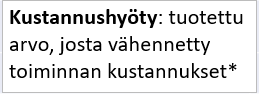 Kustannushyöty: tuotettu
arvo, josta vähennetty
toiminnan kustannukset*